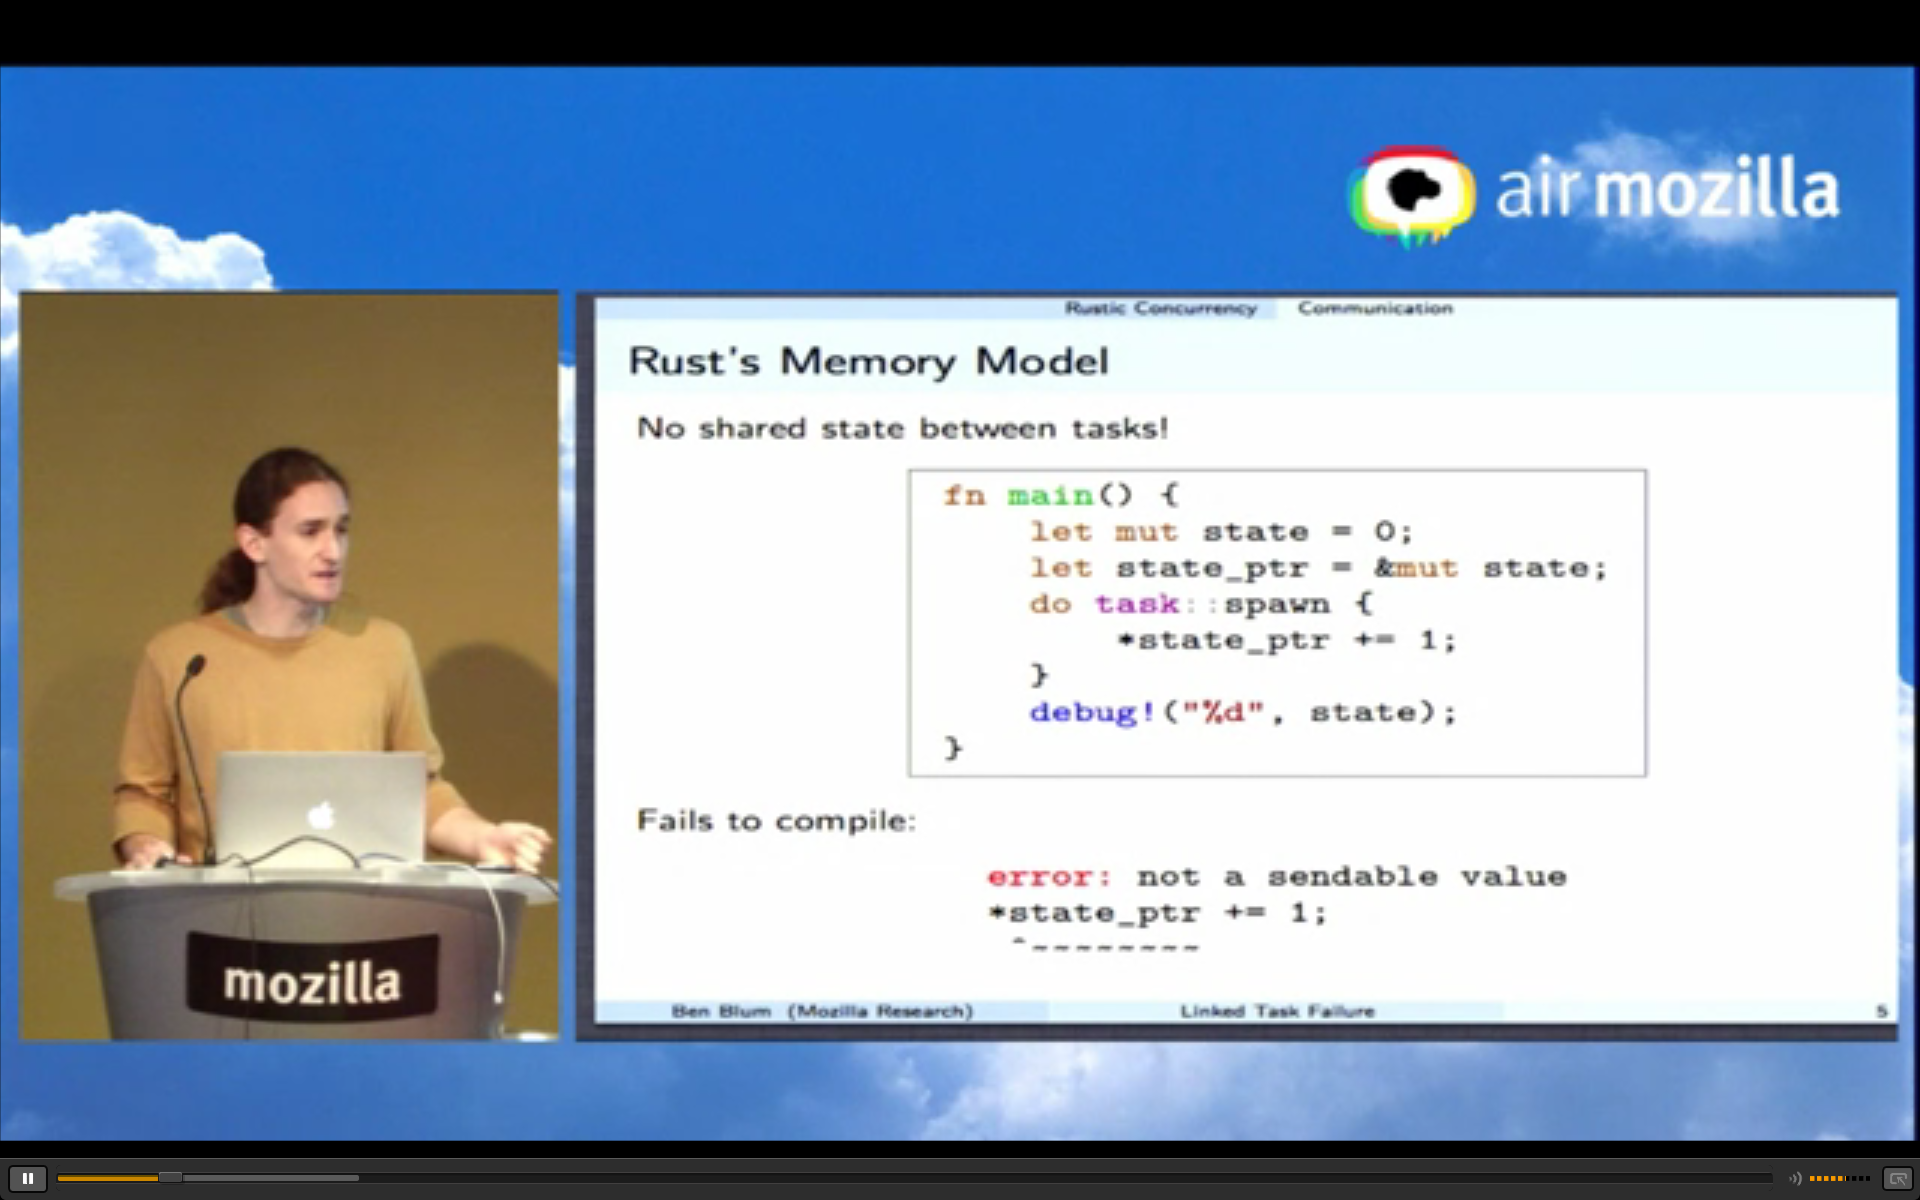 air mozilla
Rustic Concurrency Communication
Rust's Memory Model
No shared state between tasks!
fn main() {
let mut state = 0;
let state_ptr = &mut state;
do task::spawn {
*state_ptr += 1;
}
debug!("%d", state);
}
Fails to compile:
error: not a sendable value
*state_ptr += 1;
^~~~~~~~~
Ben Blum (Mozilla Research) Linked Task Failure 5
mozilla